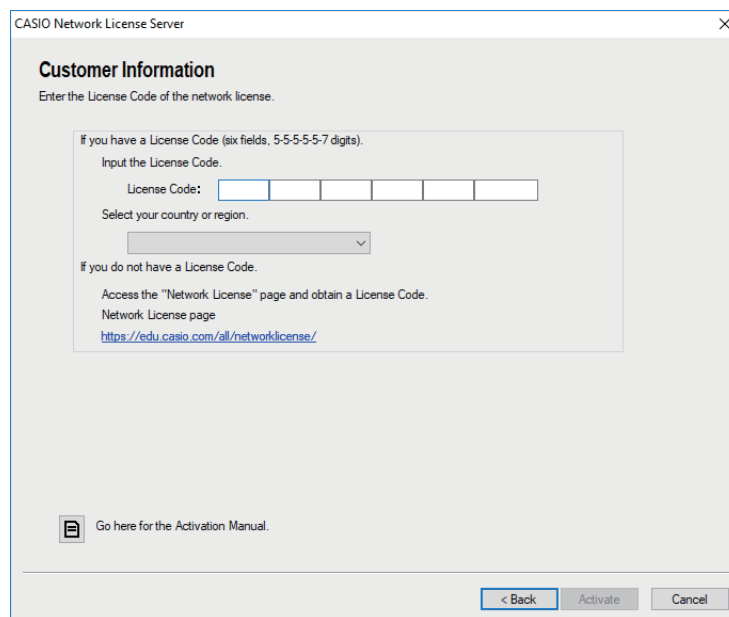 CASIO Network License Server
Customer Information
Enter the License Code of the network license.
If you have a License Code (six fields, 5-5-5-5-5-7 digits).
Input the License Code.
License Code:
Select your country or region.
If you do not have a License Code.
Access the "Network License" page and obtain a License Code.
Network License page
https://edu.casio.com/all/networklicense/
Go here for the Activation Manual.
< Back
Activate
Cancel